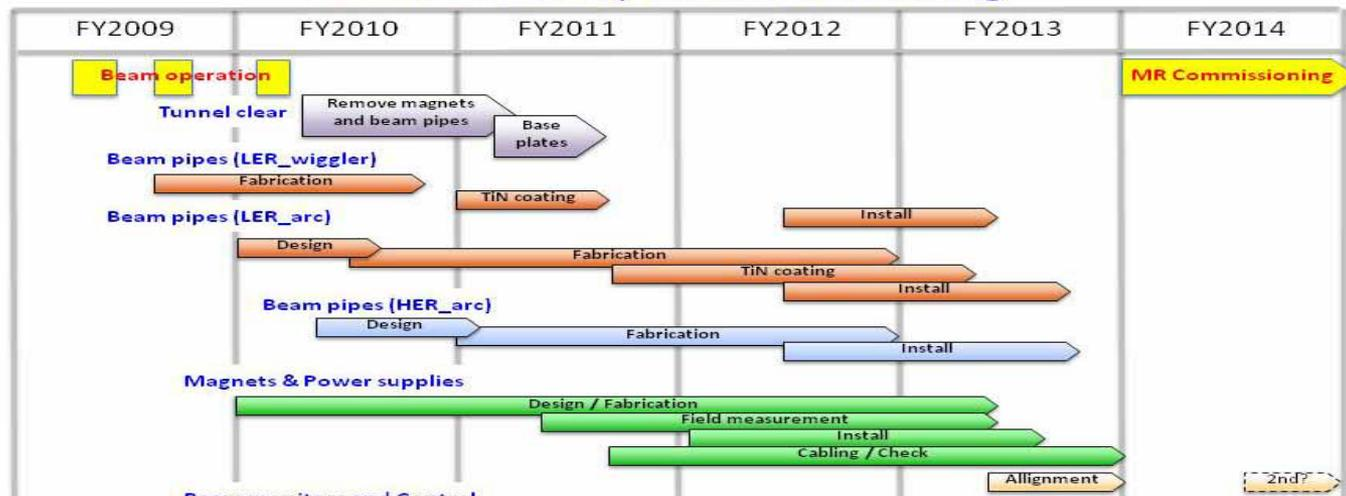 FY2009 FY2010 FY2011 FY2012 FY2013 FY2014
Beam operation
MR Commissioning
Tunnel clear
Remove magnets
and beam pipes
Base
plates
Beam pipes (LER_wiggler)
Fabrication
TiN coating
Install
Beam pipes (LER_arc)
Design
Fabrication
TiN coating
Install
Beam pipes (HER_arc)
Design
Fabrication
Install
Magnets & Power supplies
Design / Fabrication
Field measurement
Install
Cabling / Check
Allignment
2nd?